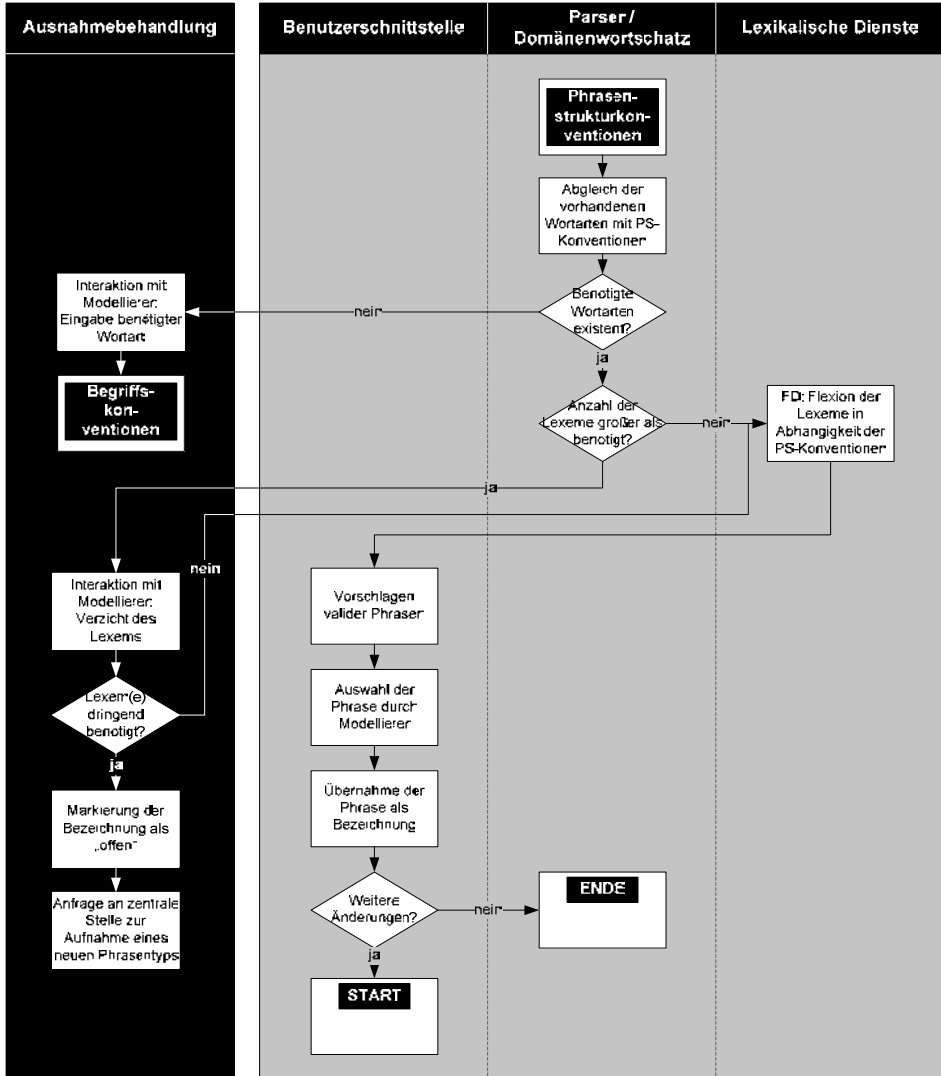 Ausnahmebehandlung
Benutzerschnittstelle
Parser /
Domänenwortschatz
Lexikalische Dienste
Phrasen-
strukturkon-
ventionen
Abgleich der
vorhandenen
Wortarten mit PS-
Konventionen
Interaktion mit
Modellierer:
Eingabe benötigter
Wortart
nein
Benötigte
Wortarten
existent?
ja
Begriffs-
kon-
ventionen
Anzahl der
Lexeme größer als
benötigt?
nein
FD: Flexion der
Lexeme in
Abhängigkeit der
PS-Konventionen
ja
nein
Interaktion mit
Modellierer:
Verzicht des
Lexems
Vorschlagen
valider Phrasen
Lexem(e)
dringend
benötigt?
Auswahl der
Phrase durch
Modellierer
ja
Markierung der
Bezeichnung als
„offen“
Übernahme der
Phrase als
Bezeichnung
Anfrage an zentrale
Stelle zur
Aufnahme eines
neuen Phrasentyps
Weitere
Änderungen?
nein
ENDE
ja
START